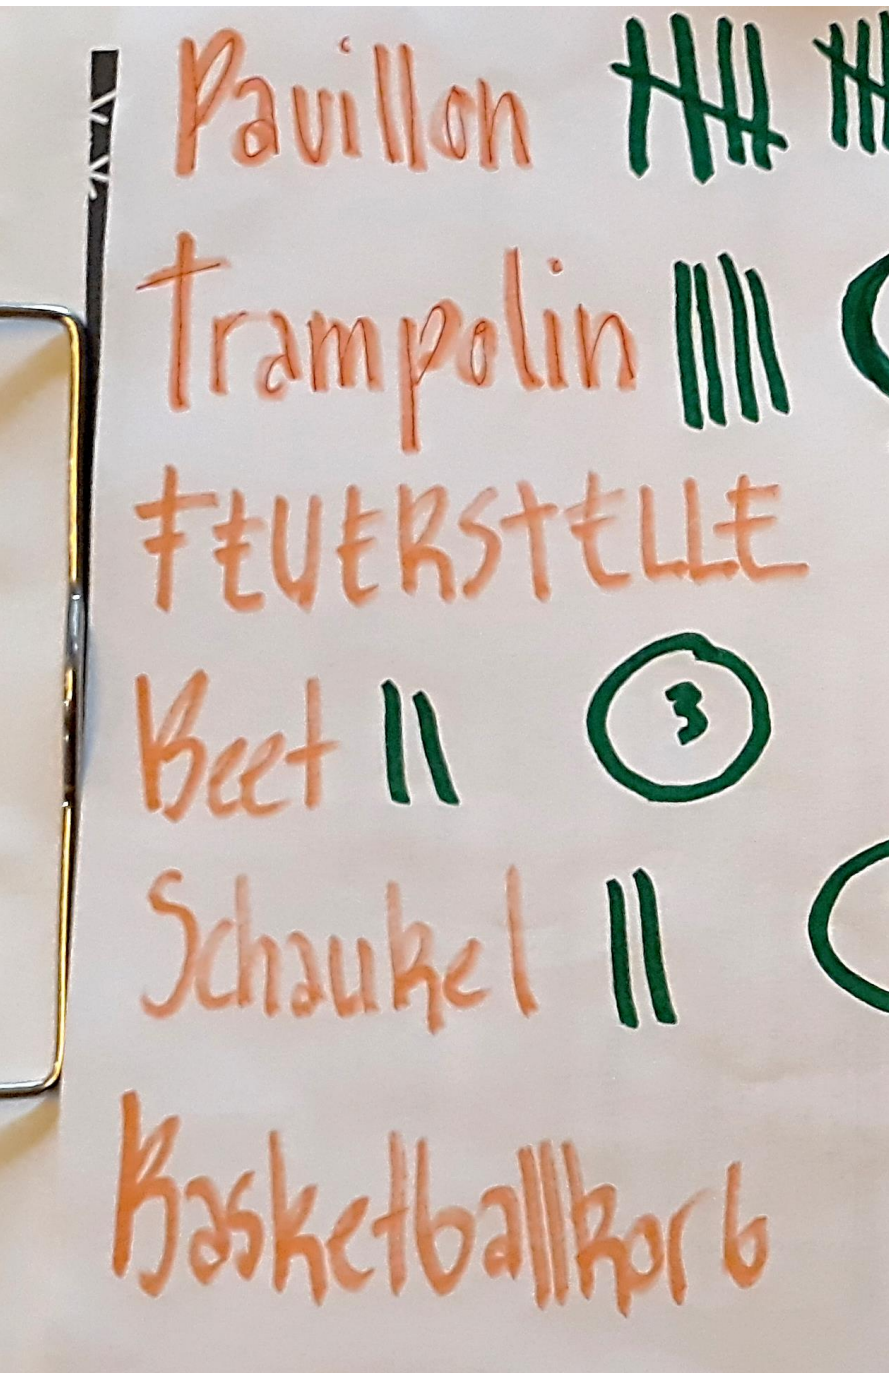 Pavillon
Trampolin
FEUERSTELLE
Beet 3
Schaukel
Basketballkorb